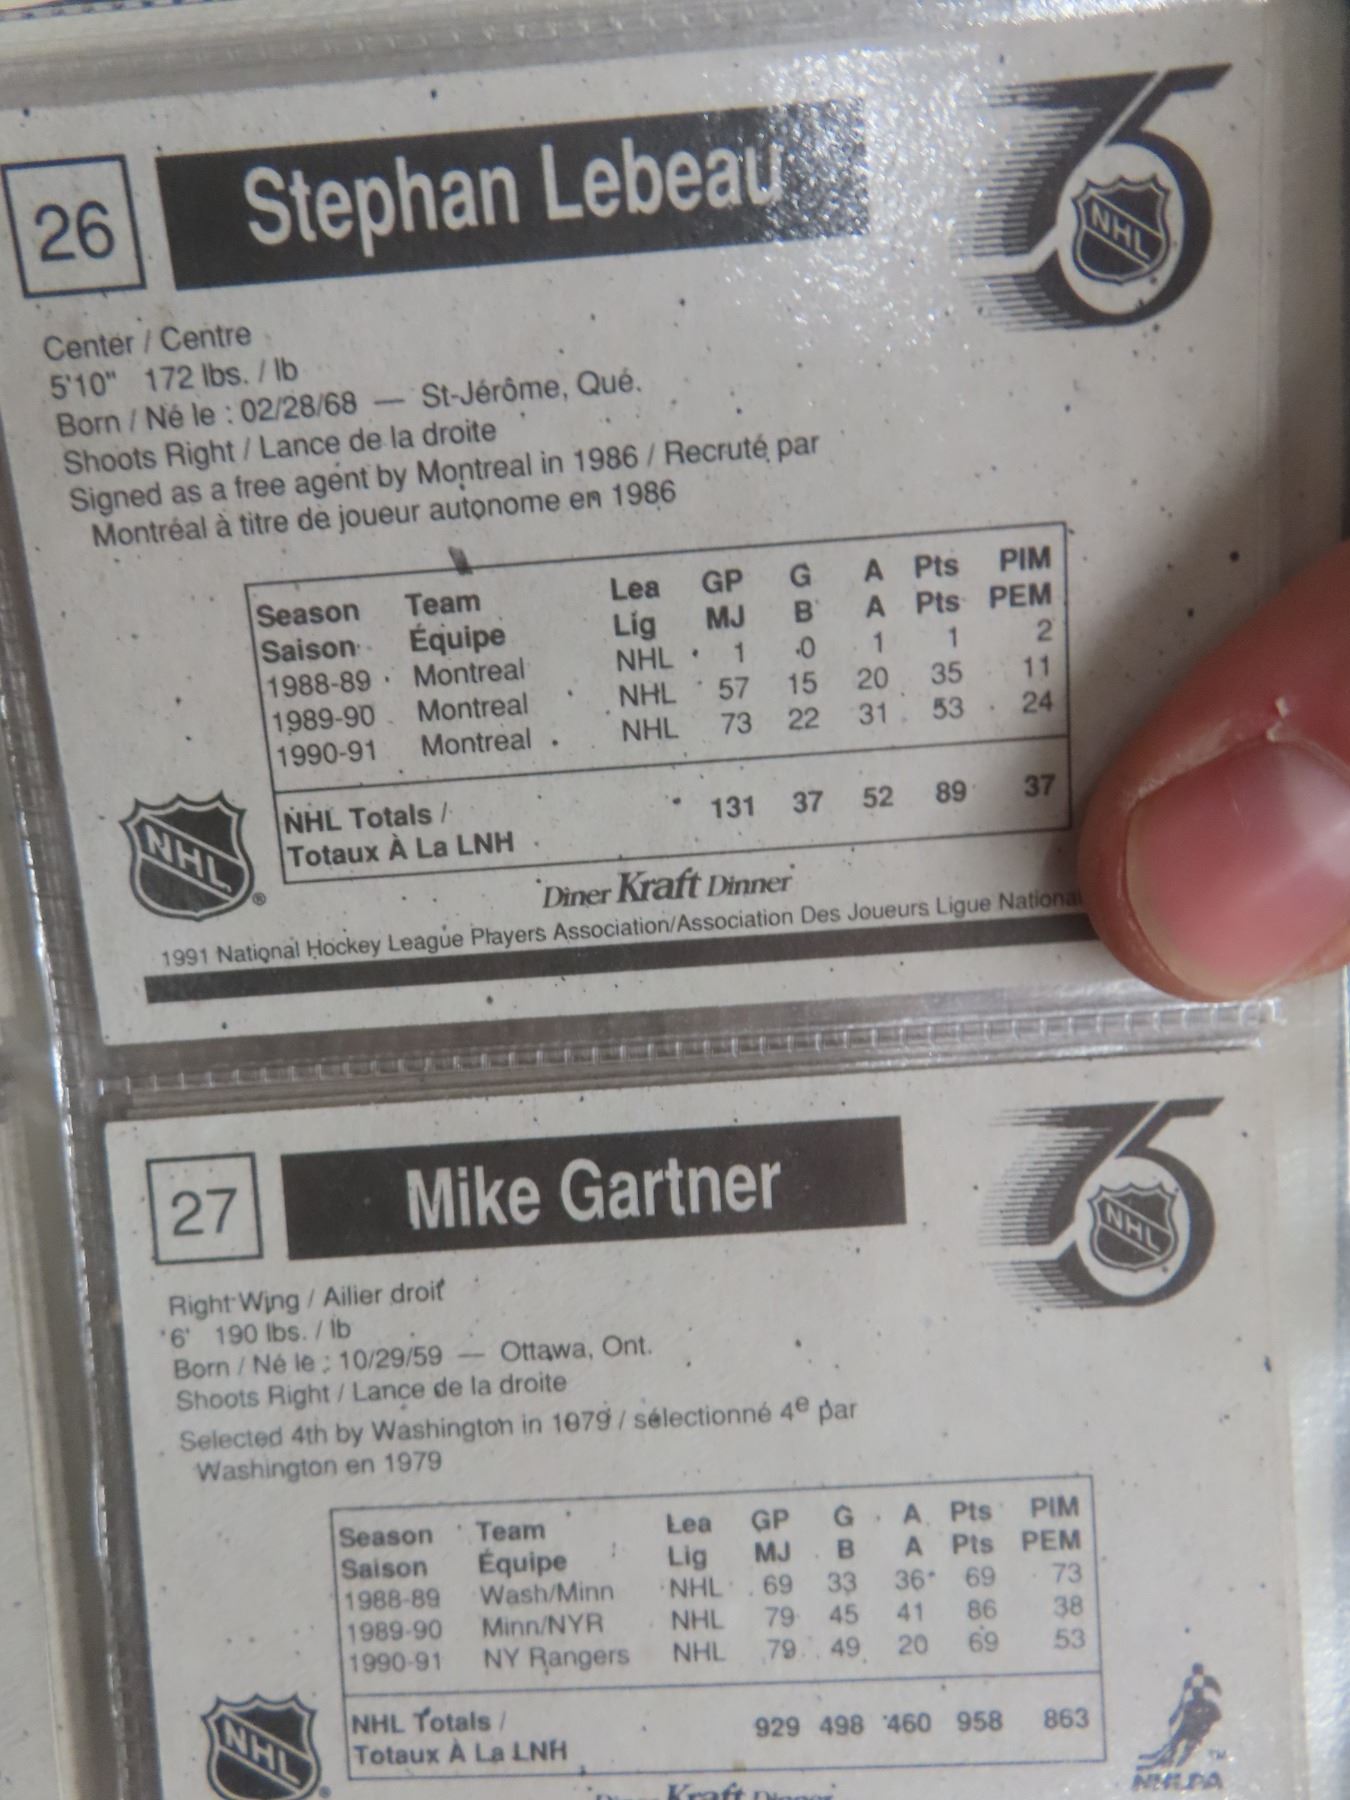 26
Stephan Lebeau
75
NHL
Center / Centre
5'10" 172 lbs. / lb
Born / Né le : 02/28/68 — St-Jérôme, Qué.
Shoots Right / Lance de la droite
Signed as a free agent by Montreal in 1986 / Recruté par
Montréal à titre de joueur autonome en 1986
Season Team Lea GP G A Pts PIM
Saison Équipe Lig MJ B A Pts PEM
1988-89 Montreal NHL 1 0 1 1 2
1989-90 Montreal NHL 57 15 20 35 11
1990-91 Montreal NHL 73 22 31 53 24
NHL Totals /
Totaux À La LNH 131 37 52 89 37
NHL ®
Diner Kraft Dinner
1991 National Hockey League Players Association/Association Des Joueurs Ligue Nationa
27
Mike Gartner
75
NHL
Right Wing / Ailier droit
6' 190 lbs. / lb
Born / Né le : 10/29/59 — Ottawa, Ont.
Shoots Right / Lance de la droite
Selected 4th by Washington in 1979 / sélectionné 4e par
Washington en 1979
Season Team Lea GP G A Pts PIM
Saison Équipe Lig MJ B A Pts PEM
1988-89 Wash/Minn NHL 69 33 36 69 73
1989-90 Minn/NYR NHL 79 45 41 86 38
1990-91 NY Rangers NHL 79 49 20 69 53
NHL Totals /
Totaux À La LNH 929 498 460 958 863
NHL ®
NHLPA ™
Diner Kraft Dinner